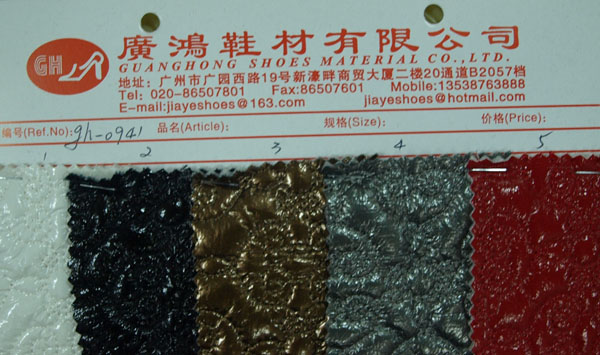 GH
廣鴻鞋材有限公司
GUANGHONG SHOES MATERIAL CO.,LTD.
地址: 广州市广园西路19号新濠畔商贸大厦二楼20通道B2057档
Tel: 020-86507801 Fax:86507601 Mobile:13538763888
E-mail:jiayeshoes@163.com jiayeshoes@hotmail.com
编号(Ref.No): gh-0941 品名(Article): 规格(Size): 价格(Price):
1 2 3 4 5